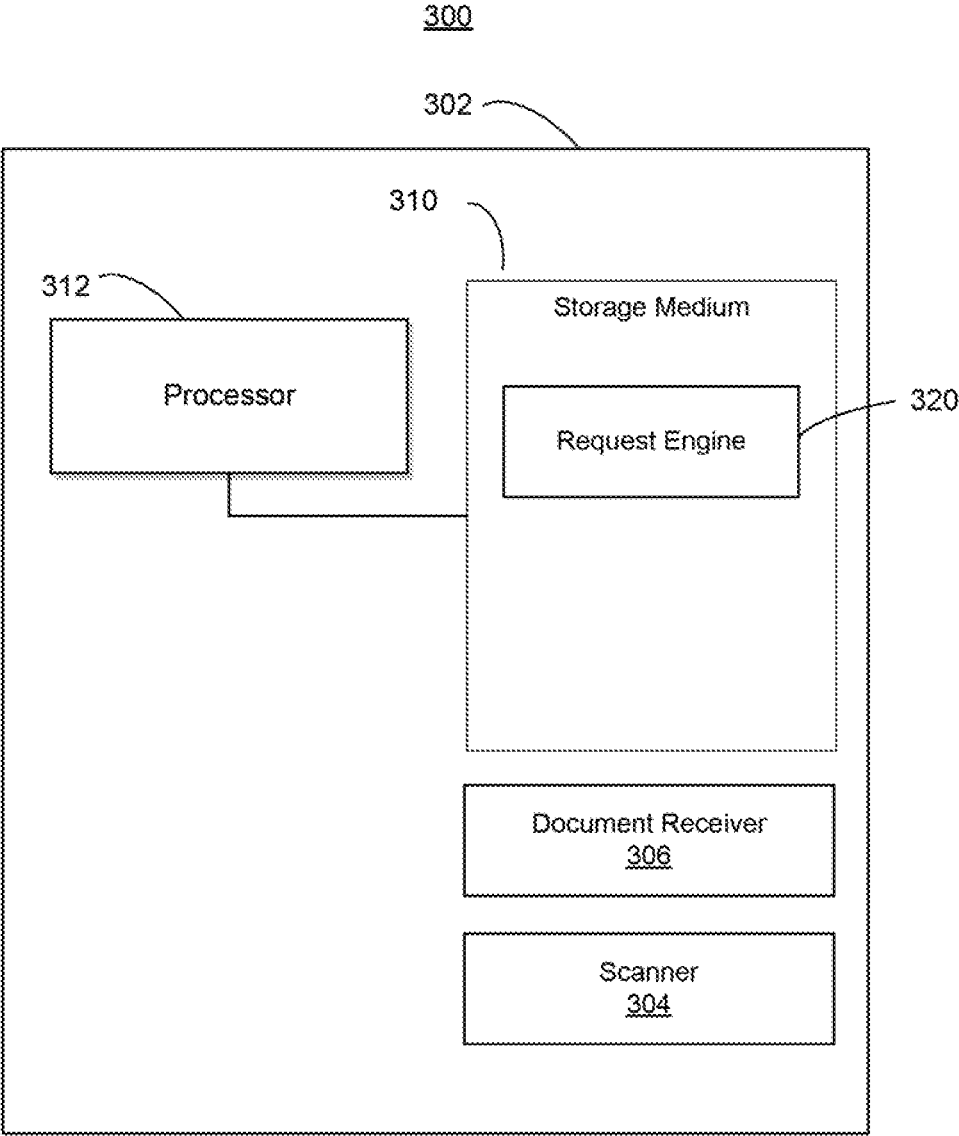 300
302
310
312
Storage Medium
Processor
320
Request Engine
Document Receiver
306
Scanner
304